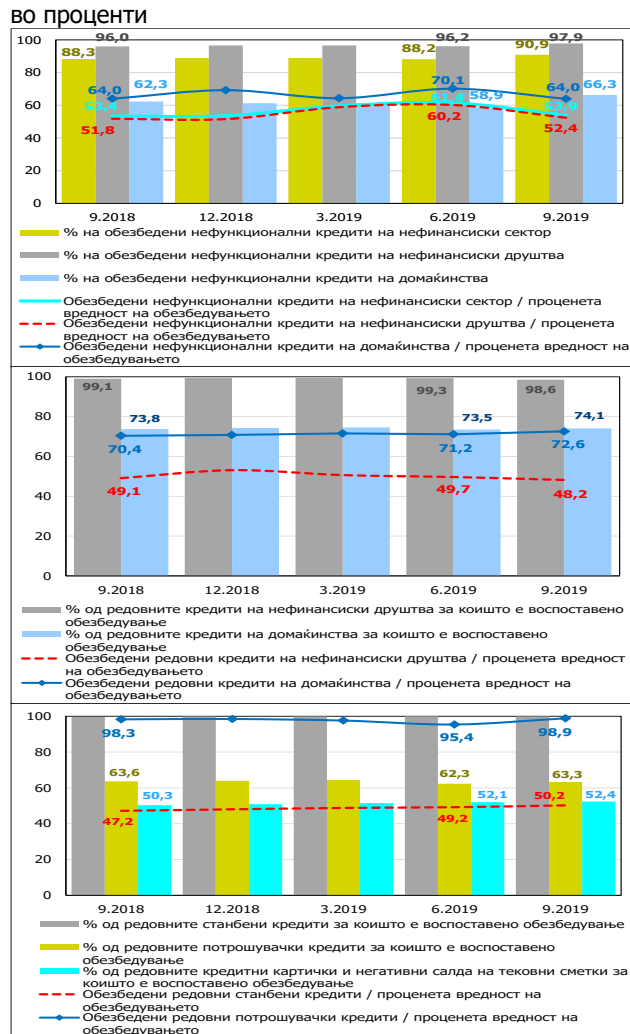 во проценти
100
80
60
40
20
0
88,3
96,0
64,0
62,3
53,4
51,8
88,2
96,2
70,1
61,4
58,9
60,2
90,9
97,9
64,0
66,3
53,9
52,4
9.2018 12.2018 3.2019 6.2019 9.2019
% на обезбедени нефункционални кредити на нефинансиски сектор
% на обезбедени нефункционални кредити на нефинансиски друштва
% на обезбедени нефункционални кредити на домаќинства
Обезбедени нефункционални кредити на нефинансиски сектор / проценета
вредност на обезбедувањето
Обезбедени нефункционални кредити на нефинансиски друштва / проценета
вредност на обезбедувањето
Обезбедени нефункционални кредити на домаќинства / проценета вредност на
обезбедувањето
100
80
60
40
20
0
99,1
73,8
70,4
49,1
99,3
73,5
71,2
49,7
98,6
74,1
72,6
48,2
9.2018 12.2018 3.2019 6.2019 9.2019
% од редовните кредити на нефинансиски друштва за коишто е воспоставено
обезбедување
% од редовните кредити на домаќинства за коишто е воспоставено
обезбедување
Обезбедени редовни кредити на нефинансиски друштва / проценета вредност
на обезбедувањето
Обезбедени редовни кредити на домаќинства / проценета вредност на
обезбедувањето
100
80
60
40
20
0
98,3
63,6
50,3
47,2
95,4
62,3
52,1
49,2
98,9
63,3
50,2
52,4
9.2018 12.2018 3.2019 6.2019 9.2019
% од редовните станбени кредити за коишто е воспоставено обезбедување
% од редовните потрошувачки кредити за коишто е воспоставено
обезбедување
% од редовните кредитни картички и негативни салда на тековни сметки за
коишто е воспоставено обезбедување
Обезбедени редовни станбени кредити / проценета вредност на
обезбедувањето
Обезбедени редовни потрошувачки кредити / проценета вредност на
обезбедувањето